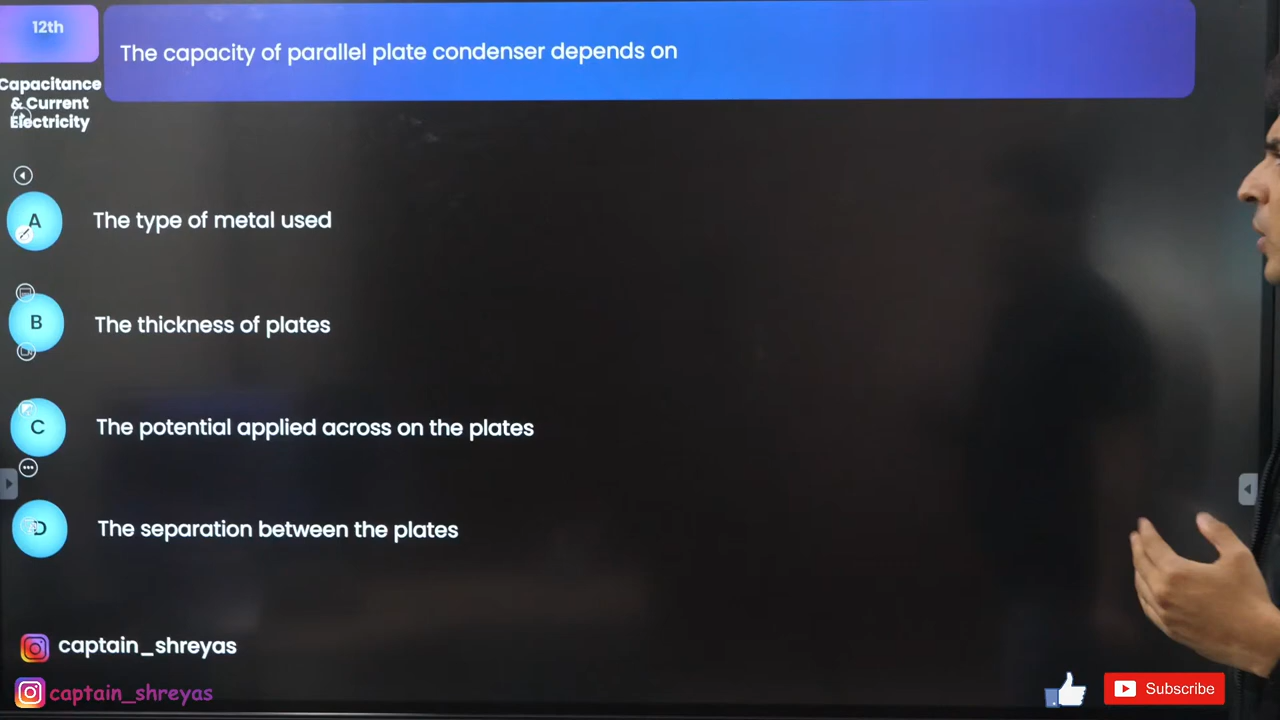 12th
The capacity of parallel plate condenser depends on
Capacitance
& Current
Electricity
A
The type of metal used
B
The thickness of plates
C
The potential applied across on the plates
D
The separation between the plates
captain_shreyas
captain_shreyas
Subscribe